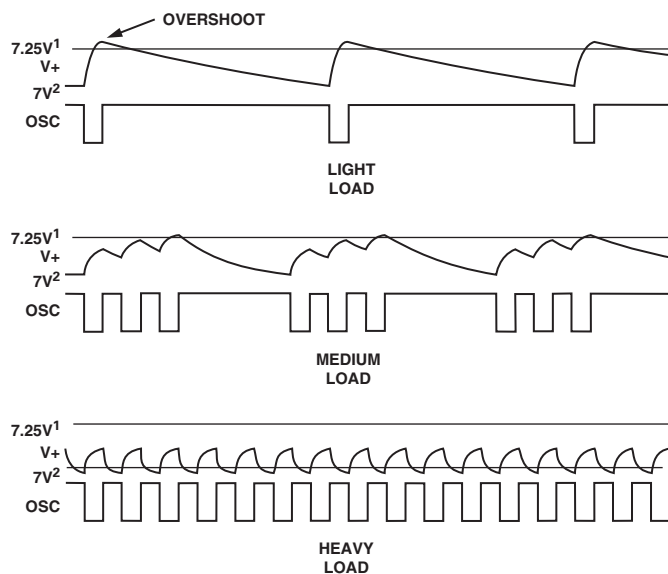 OVERSHOOT
7.25V1
V+
7V2
OSC
LIGHT
LOAD
7.25V1
V+
7V2
OSC
MEDIUM
LOAD
7.25V1
V+
7V2
OSC
HEAVY
LOAD